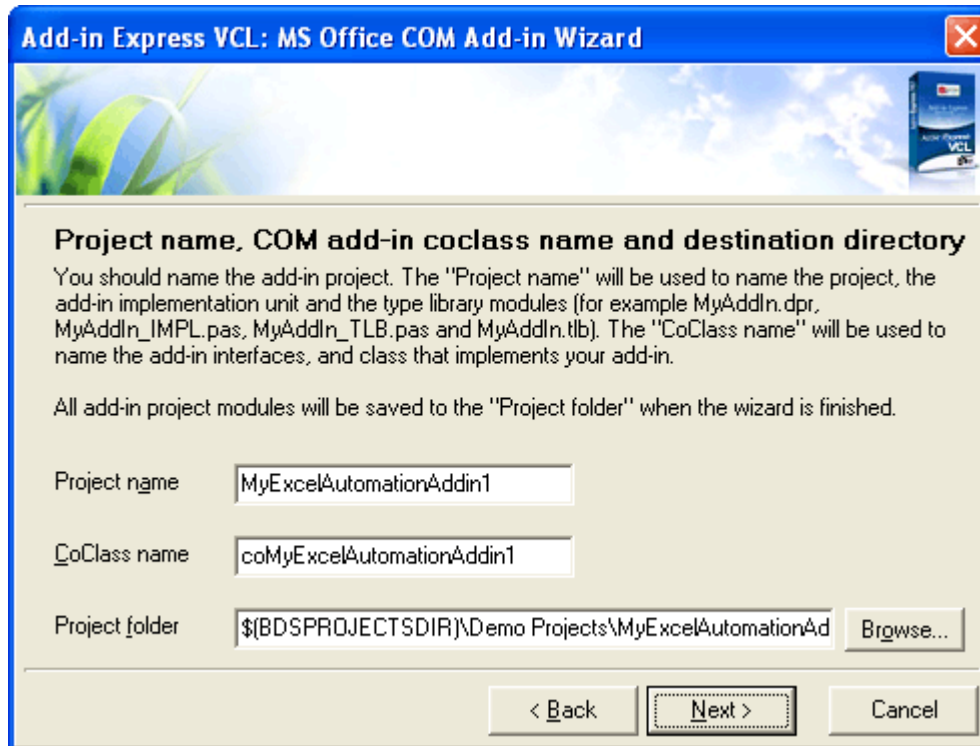 Add-in Express VCL: MS Office COM Add-in Wizard
VCL
Project name, COM add-in coclass name and destination directory
You should name the add-in project. The "Project name" will be used to name the project, the
add-in implementation unit and the type library modules (for example MyAddIn.dpr,
MyAddIn_IMPL.pas, MyAddIn_TLB.pas and MyAddIn.tlb). The "CoClass name" will be used to
name the add-in interfaces, and class that implements your add-in.
All add-in project modules will be saved to the "Project folder" when the wizard is finished.
Project name MyExcelAutomationAddin1
CoClass name coMyExcelAutomationAddin1
Project folder $(BDSPROJECTSDIR)\Demo Projects\MyExcelAutomationAd Browse...
< Back Next > Cancel